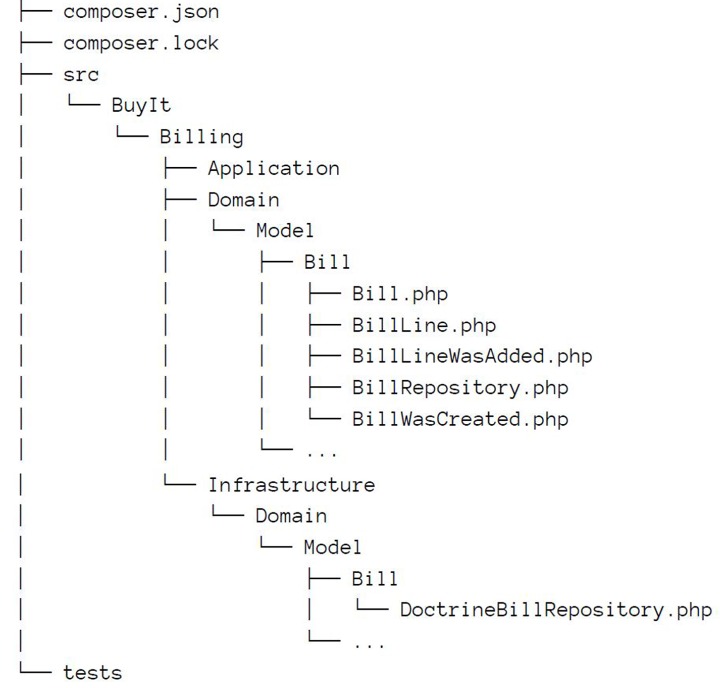 ├── composer.json
├── composer.lock
├── src
│   └── BuyIt
│       └── Billing
│           ├── Application
│           ├── Domain
│           │   └── Model
│           │       ├── Bill
│           │       │   ├── Bill.php
│           │       │   ├── BillLine.php
│           │       │   ├── BillLineWasAdded.php
│           │       │   ├── BillRepository.php
│           │       │   └── BillWasCreated.php
│           │       └── ...
│           └── Infrastructure
│               └── Domain
│                   └── Model
│                       ├── Bill
│                       │   └── DoctrineBillRepository.php
│                       └── ...
└── tests